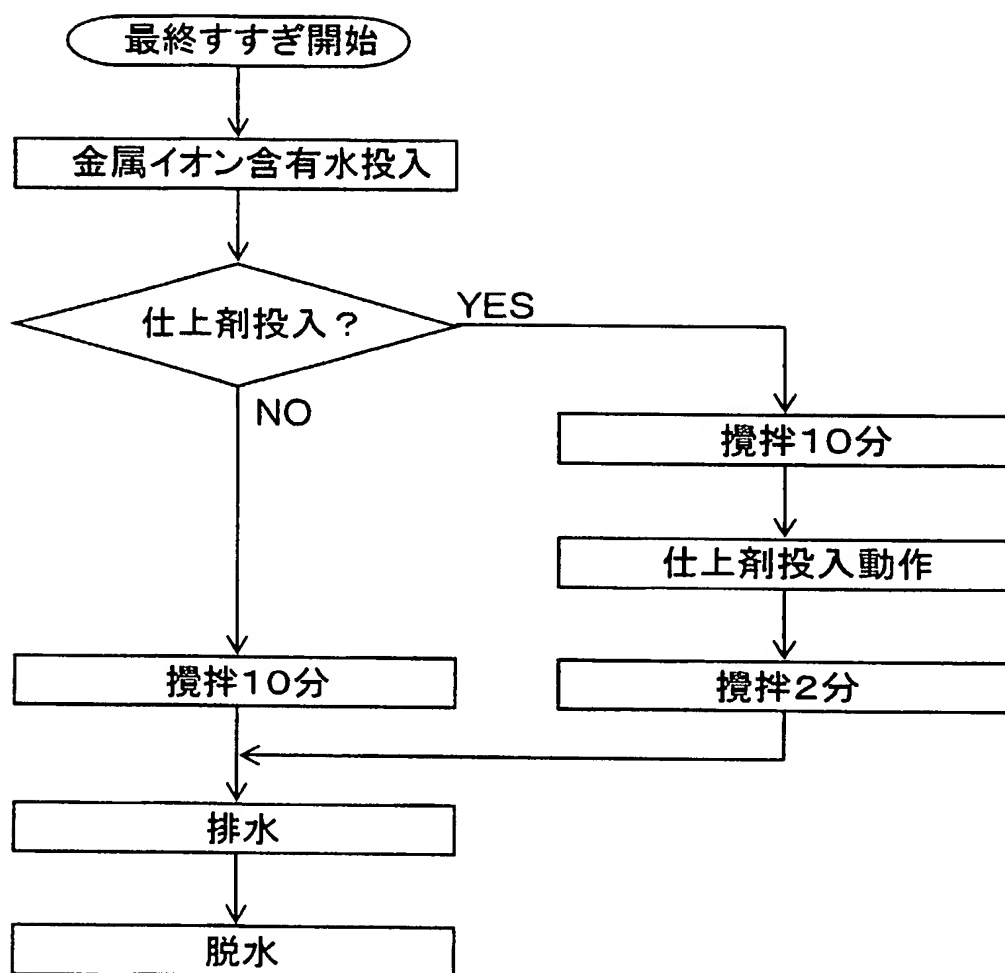 最終すすぎ開始
金属イオン含有水投入
仕上剤投入?
YES
NO
攪拌10分
仕上剤投入動作
攪拌10分
攪拌2分
排水
脱水